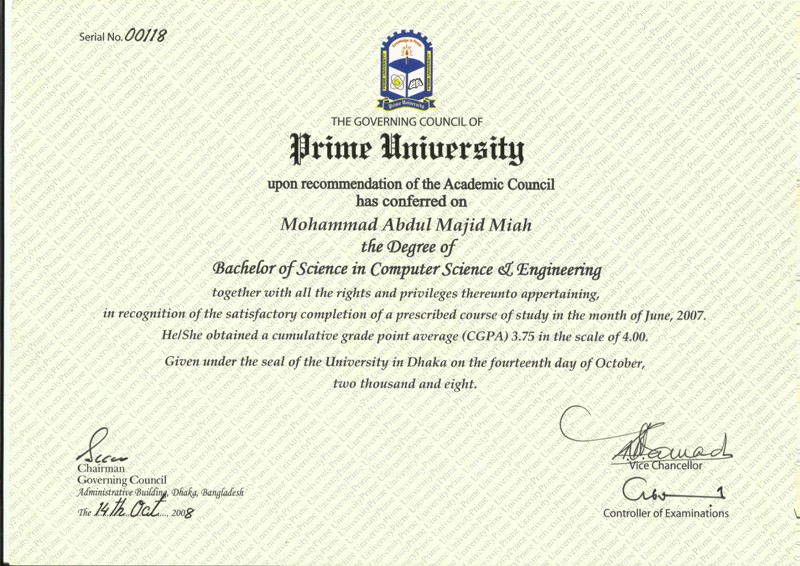 Serial No. 00118
Prime University
THE GOVERNING COUNCIL OF
Prime University
upon recommendation of the Academic Council
has conferred on
Mohammad Abdul Majid Miah
the Degree of
Bachelor of Science in Computer Science & Engineering
together with all the rights and privileges thereunto appertaining,
in recognition of the satisfactory completion of a prescribed course of study in the month of June, 2007.
He/She obtained a cumulative grade point average (CGPA) 3.75 in the scale of 4.00.
Given under the seal of the University in Dhaka on the fourteenth day of October,
two thousand and eight.
Chairman
Governing Council
Administrative Building, Dhaka, Bangladesh
The 14th Oct ...., 2008
Vice Chancellor
Controller of Examinations